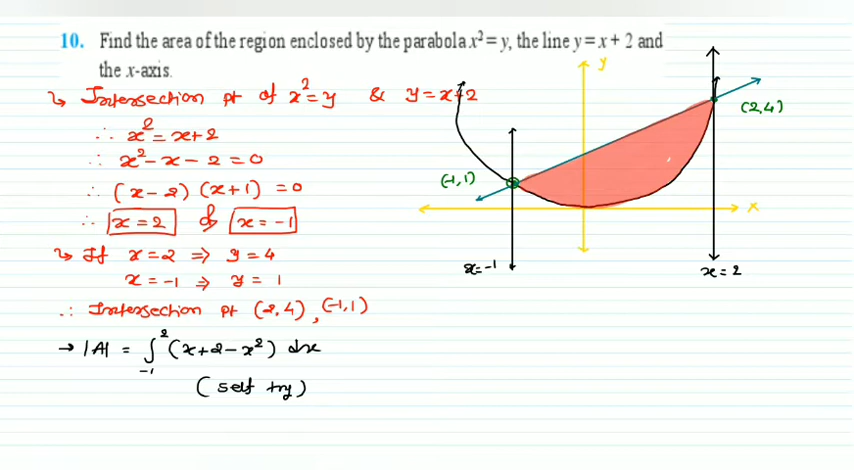 10. Find the area of the region enclosed by the parabola x² = y, the line y = x + 2 and
the x-axis.
↳ Intersection pt of x² = y & y = x+2
∴ x² = x+2
∴ x² - x - 2 = 0
∴ (x-2) (x+1) = 0
∴ x = 2 & x = -1
↳ If x = 2 ⇒ y = 4
x = -1 ⇒ y = 1
∴ Intersection pt (2,4), (-1,1)
→ |A| = ∫₋₁² (x+2-x²) dx
(self try)
y
(2,4)
(-1,1)
x
x=-1
x=2